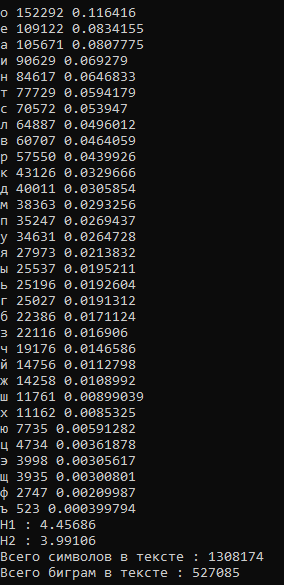 о 152292 0.116416
е 109122 0.0834155
а 105671 0.0807775
и 90629 0.069279
н 84617 0.0646833
т 77729 0.0594179
с 70572 0.053947
л 64887 0.0496012
в 60707 0.0464059
р 57550 0.0439926
к 43126 0.0329666
д 40011 0.0305854
м 38363 0.0293256
п 35247 0.0269437
у 34631 0.0264728
я 27973 0.0213832
ы 25537 0.0195211
ь 25196 0.0192604
г 25027 0.0191312
б 22386 0.0171124
з 22116 0.016906
ч 19176 0.0146586
й 14756 0.0112798
ж 14258 0.0108992
ш 11761 0.00899039
х 11162 0.0085325
ю 7735 0.00591282
ц 4734 0.00361878
э 3998 0.00305617
щ 3935 0.00300801
ф 2747 0.00209987
ъ 523 0.000399794
H1 : 4.45686
H2 : 3.99106
Всего символов в тексте : 1308174
Всего биграм в тексте : 527085